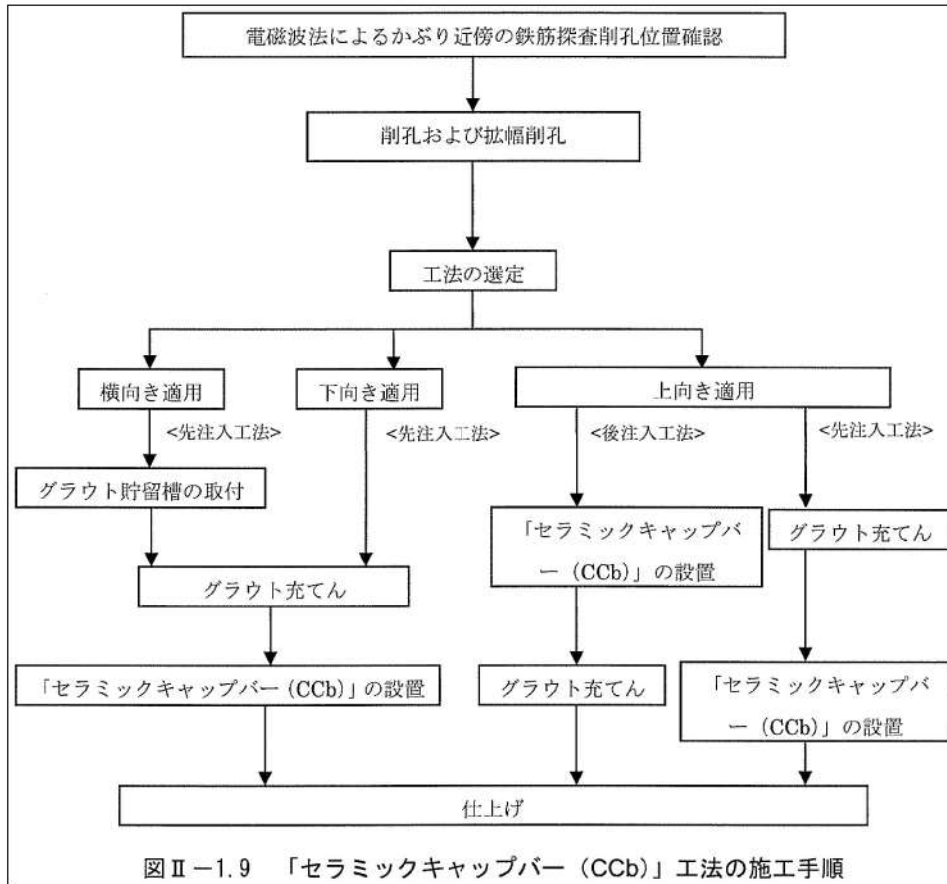 電磁波法によるかぶり近傍の鉄筋探査削孔位置確認
削孔および拡幅削孔
工法の選定
横向き適用
下向き適用
上向き適用
<先注入工法>
<先注入工法>
<後注入工法>
<先注入工法>
グラウト貯留槽の取付
「セラミックキャップバ
ー（CCb）」の設置
グラウト充てん
グラウト充てん
「セラミックキャップバー（CCb）」の設置
グラウト充てん
「セラミックキャップバ
ー（CCb）」の設置
仕上げ
図Ⅱ－1.9 「セラミックキャップバー（CCb）」工法の施工手順